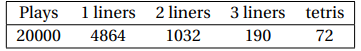 Plays 1 liners 2 liners 3 liners tetris
20000 4864 1032 190 72